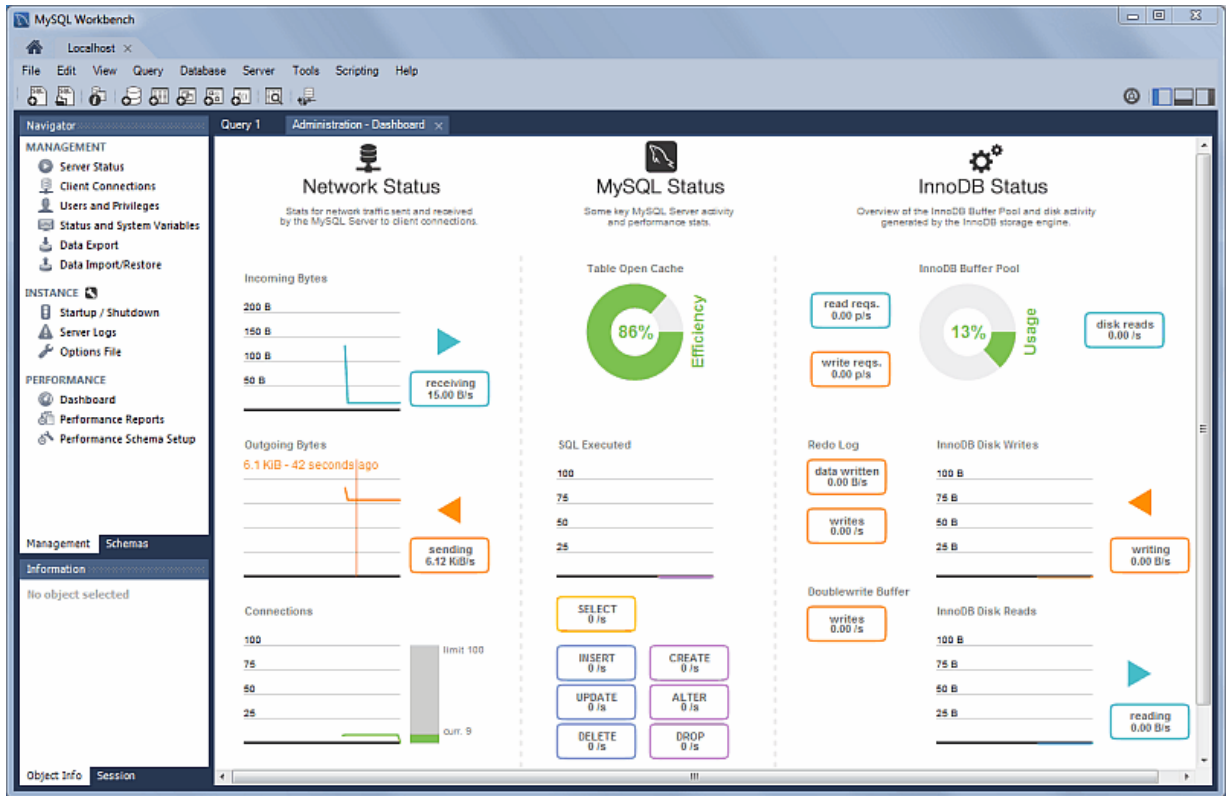 MySQL Workbench
Localhost
File Edit View Query Database Server Tools Scripting Help
Navigator
MANAGEMENT
Server Status
Client Connections
Users and Privileges
Status and System Variables
Data Export
Data Import/Restore
INSTANCE
Startup / Shutdown
Server Logs
Options File
PERFORMANCE
Dashboard
Performance Reports
Performance Schema Setup
Management Schemas
Information
No object selected
Object Info Session
Query 1 Administration - Dashboard
Network Status
Stats for network traffic sent and received
by the MySQL Server to client connections.
Incoming Bytes
200 B
150 B
100 B
50 B
receiving
15.00 B/s
Outgoing Bytes
6.1 KiB - 42 seconds ago
sending
6.12 KiB/s
Connections
100
75
50
25
limit 100
curr. 9
MySQL Status
Some key MySQL Server activity
and performance stats.
Table Open Cache
86%
Efficiency
SQL Executed
100
75
50
25
SELECT
0 /s
INSERT
0 /s
CREATE
0 /s
UPDATE
0 /s
ALTER
0 /s
DELETE
0 /s
DROP
0 /s
InnoDB Status
Overview of the InnoDB Buffer Pool and disk activity
generated by the InnoDB storage engine.
InnoDB Buffer Pool
read reqs.
0.00 p/s
write reqs.
0.00 p/s
13%
Usage
disk reads
0.00 /s
Redo Log
data written
0.00 B/s
writes
0.00 /s
Doublewrite Buffer
writes
0.00 /s
InnoDB Disk Writes
100 B
75 B
50 B
25 B
writing
0.00 B/s
InnoDB Disk Reads
100 B
75 B
50 B
25 B
reading
0.00 B/s